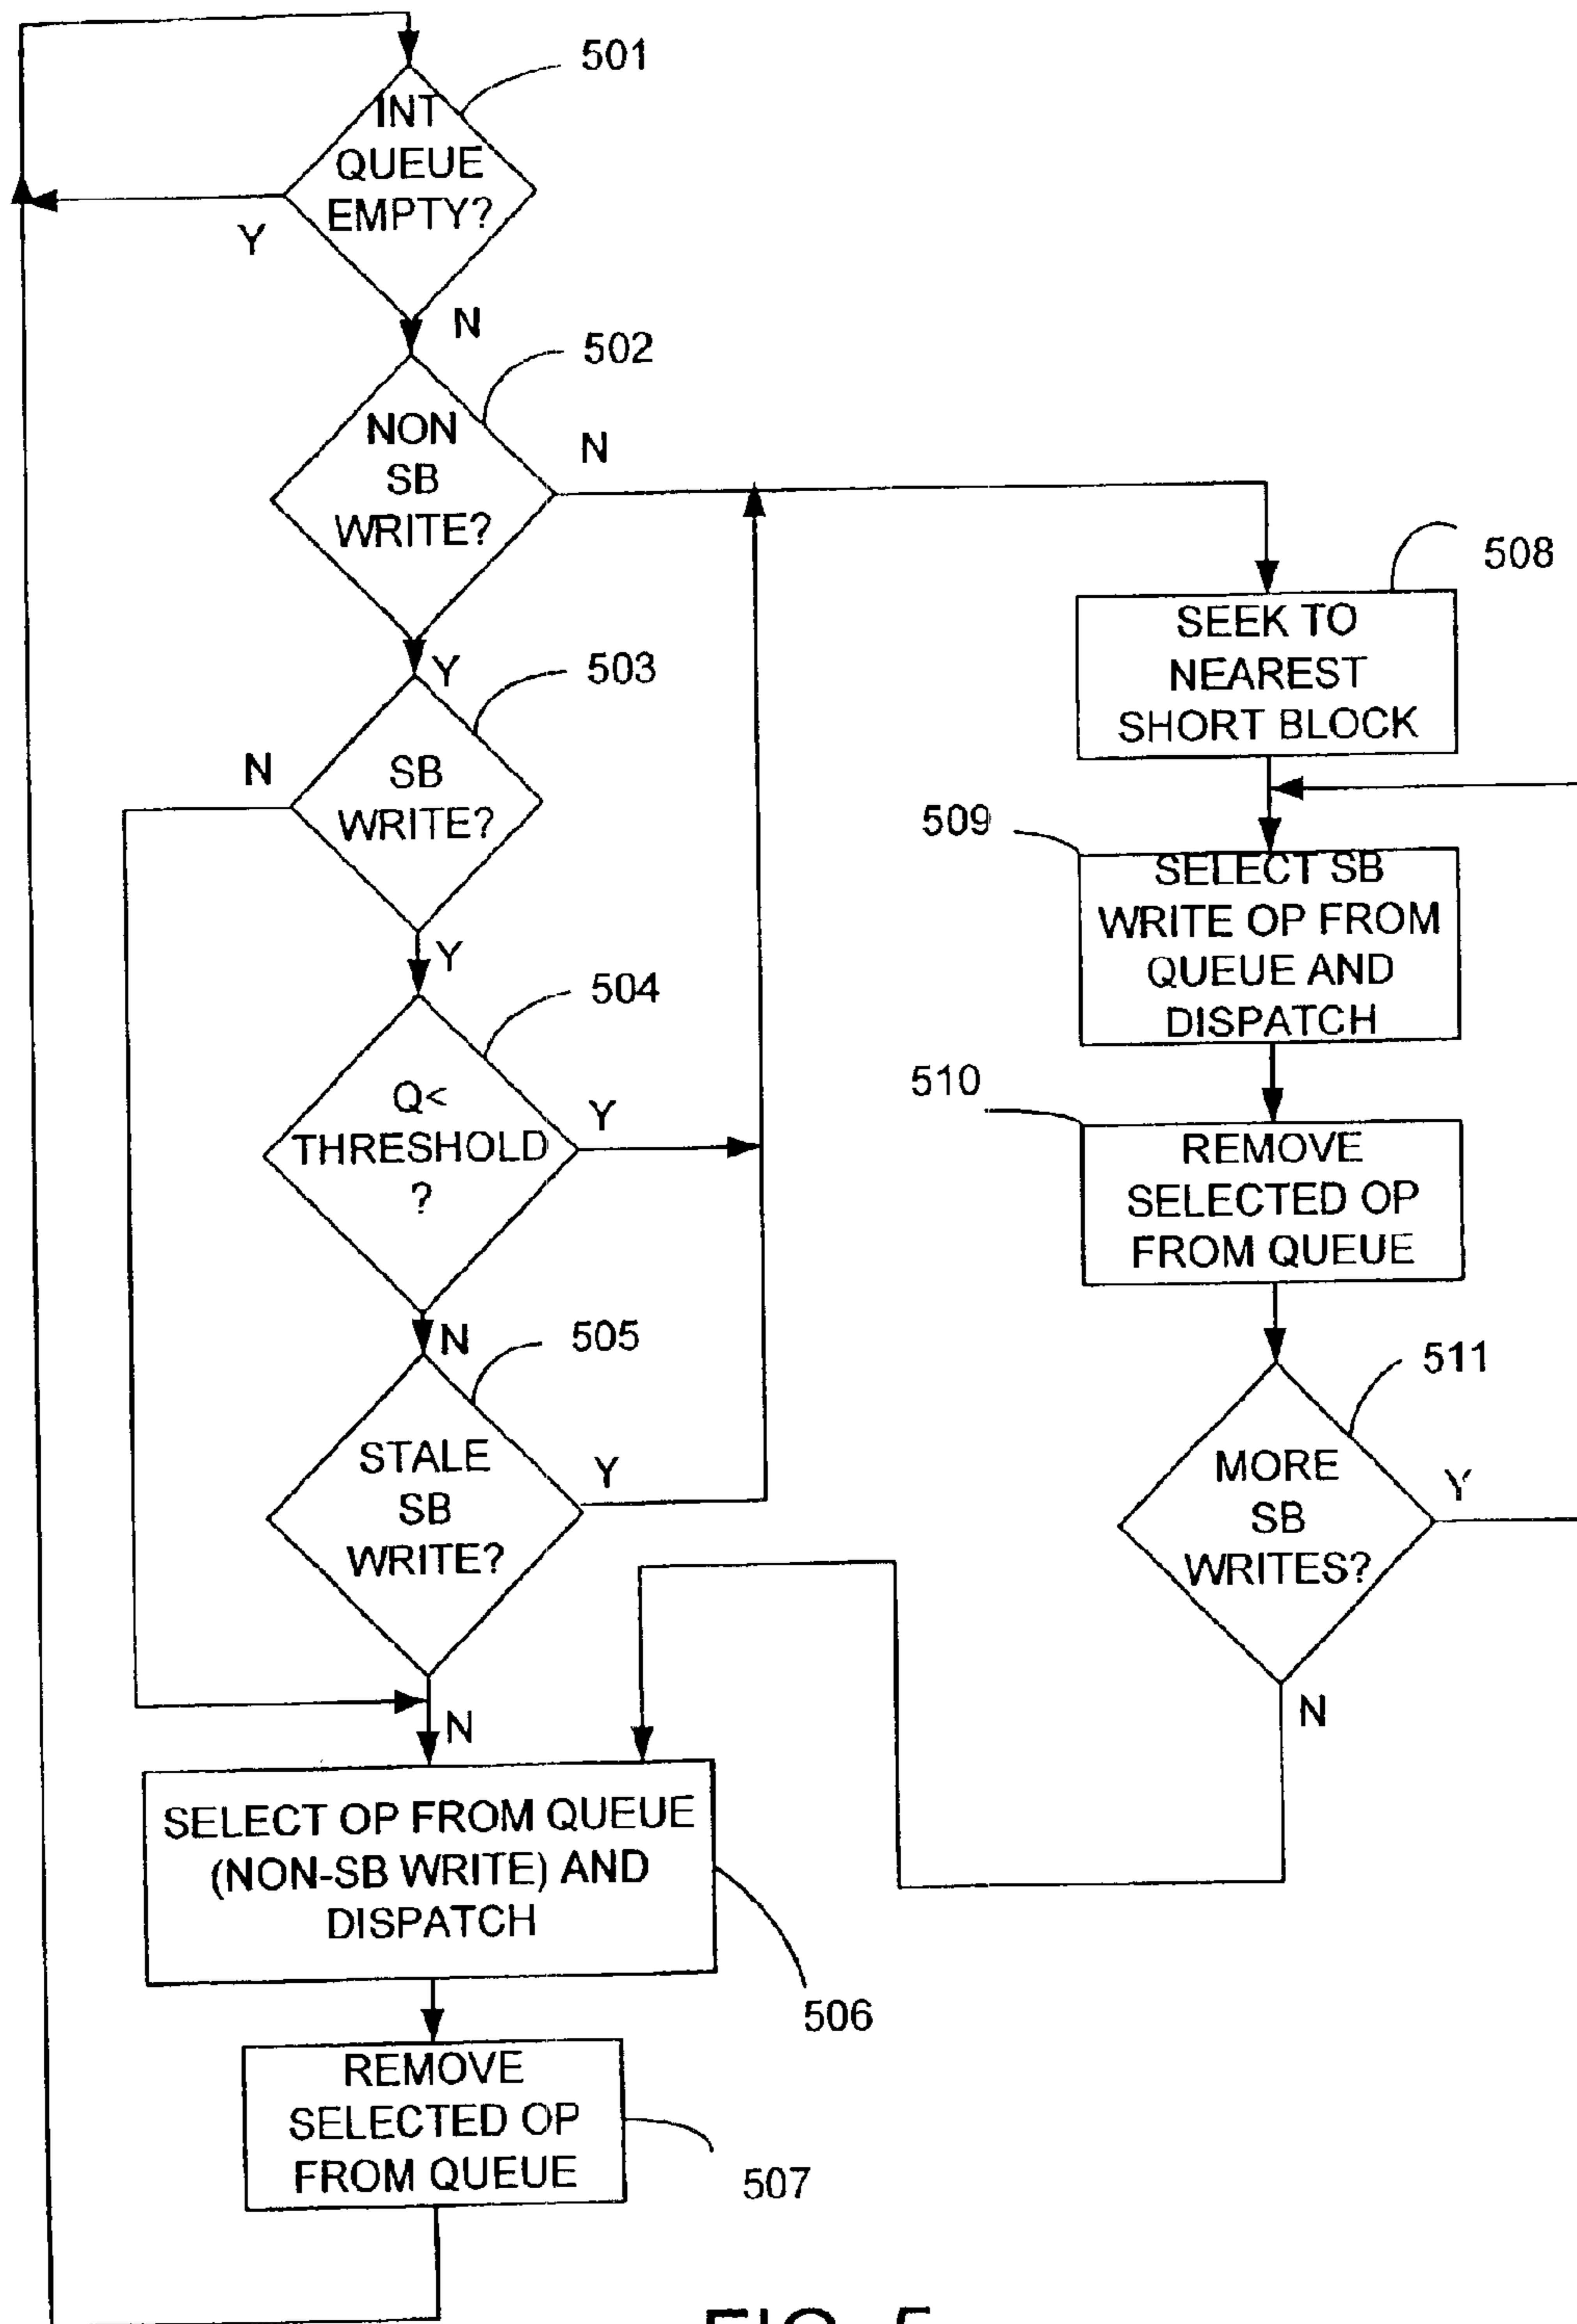 501
INT
QUEUE
EMPTY?
Y
N
502
NON
SB
WRITE?
N
Y
503
SB
WRITE?
N
Y
504
Q<
THRESHOLD
?
Y
N
505
STALE
SB
WRITE?
Y
N
SELECT OP FROM QUEUE
(NON-SB WRITE) AND
DISPATCH
506
REMOVE
SELECTED OP
FROM QUEUE
507
508
SEEK TO
NEAREST
SHORT BLOCK
509
SELECT SB
WRITE OP FROM
QUEUE AND
DISPATCH
510
REMOVE
SELECTED OP
FROM QUEUE
511
MORE
SB
WRITES?
Y
N
FIG. 5